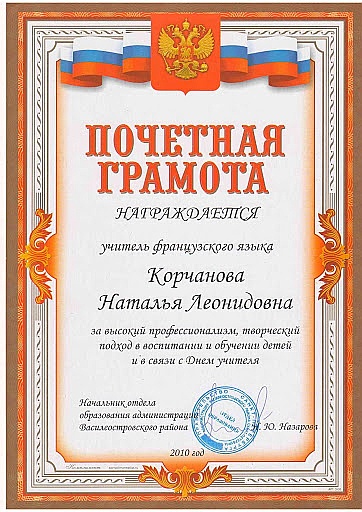 ПОЧЕТНАЯ
ГРАМОТА
НАГРАЖДАЕТСЯ
учитель французского языка
Корчанова
Наталья Леонидовна
за высокий профессионализм, творческий
подход в воспитании и обучении детей
и в связи с Днем учителя
Начальник отдела
образования администрации
Василеостровского района
Н. Ю. Назарова
2010 год